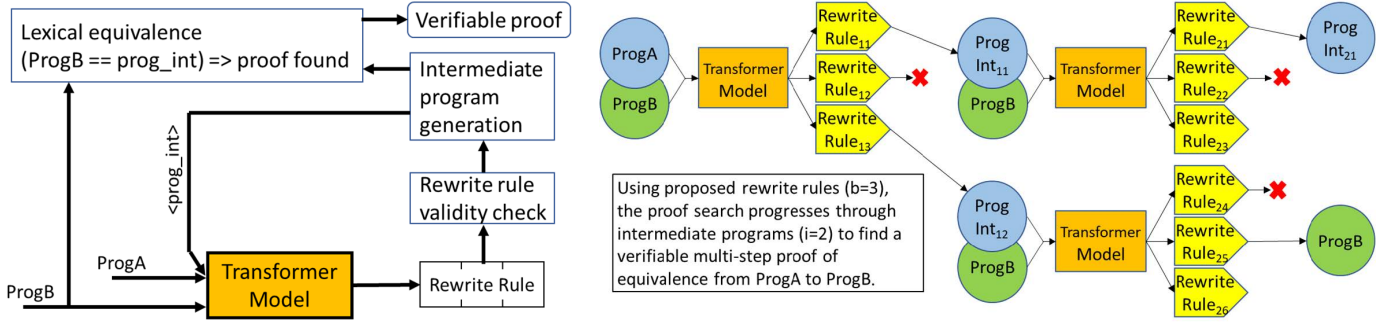 Lexical equivalence
(ProgB == prog_int) => proof found
Verifiable proof
Intermediate
program
generation
<prog_int>
Rewrite rule
validity check
ProgA
ProgB
Transformer
Model
Rewrite Rule
ProgA
ProgB
Transformer
Model
Rewrite
Rule11
Rewrite
Rule12
Rewrite
Rule13
Prog
Int11
ProgB
Transformer
Model
Rewrite
Rule21
Rewrite
Rule22
Rewrite
Rule23
Prog
Int21
Using proposed rewrite rules (b=3),
the proof search progresses through
intermediate programs (i=2) to find a
verifiable multi-step proof of
equivalence from ProgA to ProgB.
Prog
Int12
ProgB
Transformer
Model
Rewrite
Rule24
Rewrite
Rule25
Rewrite
Rule26
ProgB